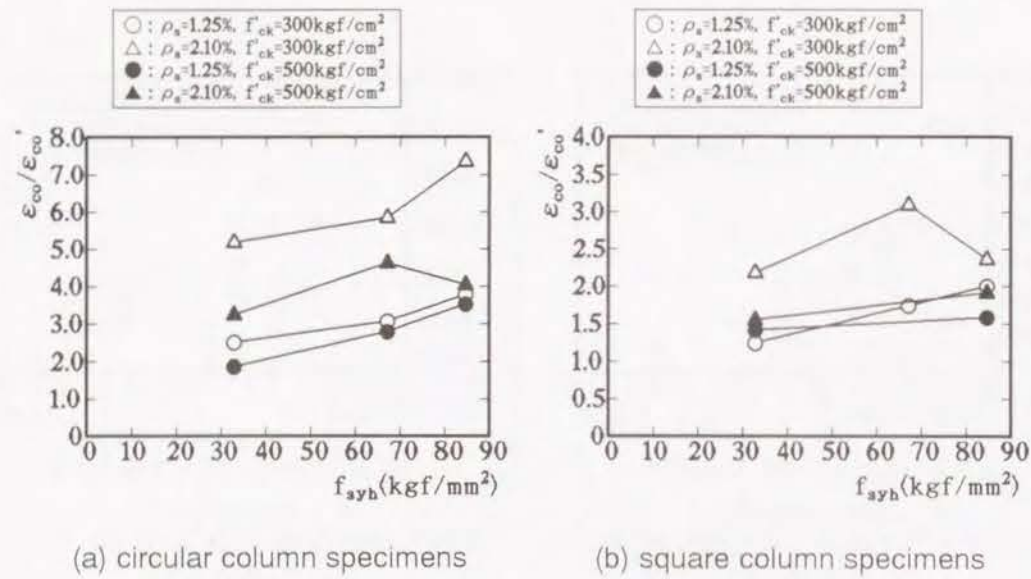 ○ : ρs=1.25%, f'ck=300kgf/cm²
△ : ρs=2.10%, f'ck=300kgf/cm²
● : ρs=1.25%, f'ck=500kgf/cm²
▲ : ρs=2.10%, f'ck=500kgf/cm²
εco/εco'
8.0
7.0
6.0
5.0
4.0
3.0
2.0
1.0
0
0 10 20 30 40 50 60 70 80 90
fsyh(kgf/mm²)
(a) circular column specimens
○ : ρs=1.25%, f'ck=300kgf/cm²
△ : ρs=2.10%, f'ck=300kgf/cm²
● : ρs=1.25%, f'ck=500kgf/cm²
▲ : ρs=2.10%, f'ck=500kgf/cm²
εco/εco'
4.0
3.5
3.0
2.5
2.0
1.5
1.0
0.5
0
0 10 20 30 40 50 60 70 80 90
fsyh(kgf/mm²)
(b) square column specimens